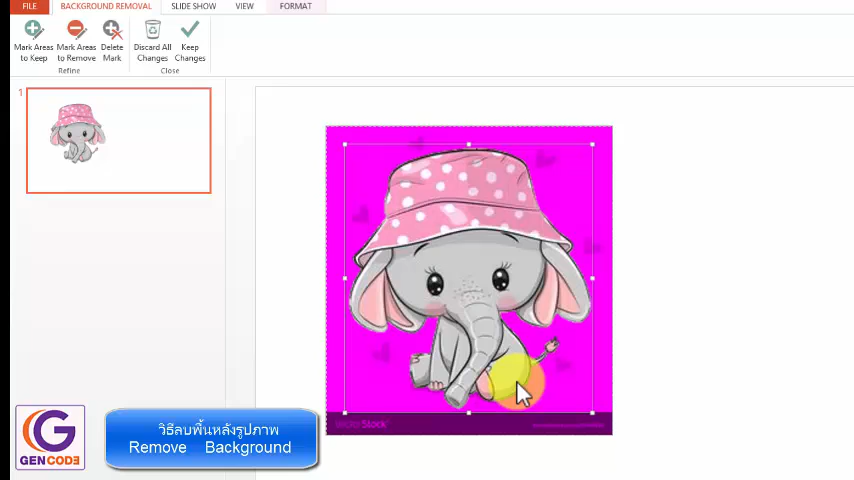 FILE BACKGROUND REMOVAL SLIDE SHOW VIEW FORMAT
Mark Areas to Keep
Mark Areas to Remove
Delete Mark
Discard All Changes
Keep Changes
Refine
Close
1
VectorStock
GENCODE
วิธีลบพื้นหลังรูปภาพ
Remove Background